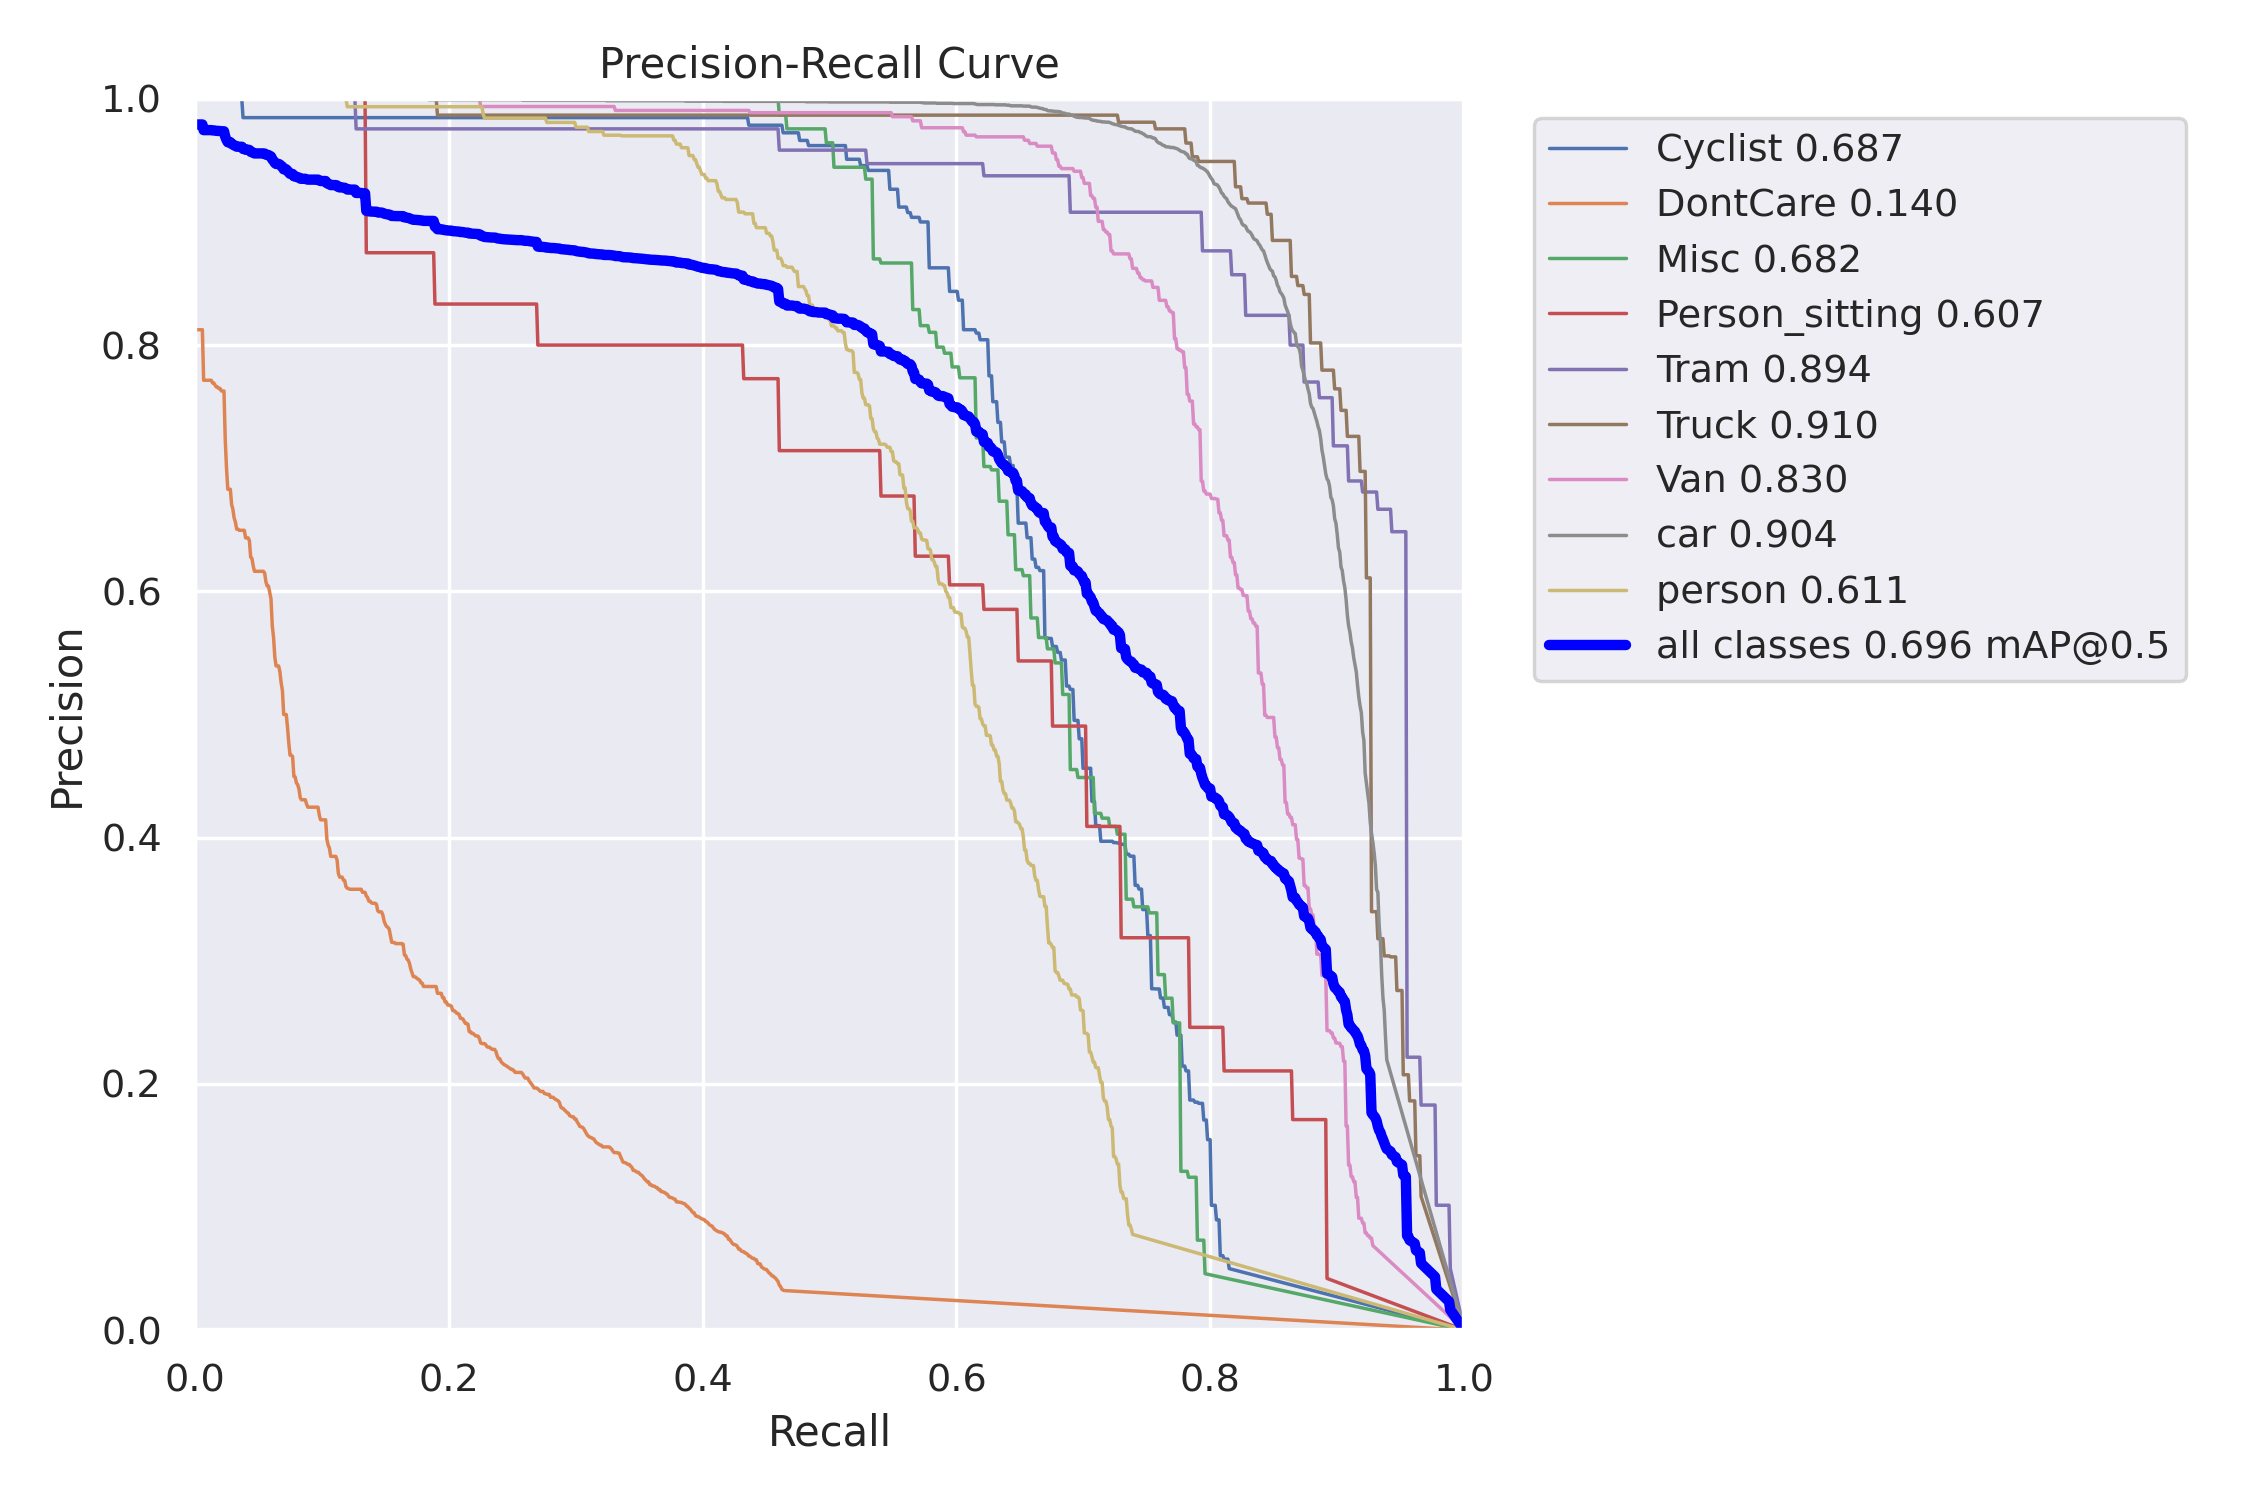 Precision-Recall Curve
1.0
0.8
0.6
0.4
0.2
0.0
Precision
0.0 0.2 0.4 0.6 0.8 1.0
Recall
Cyclist 0.687
DontCare 0.140
Misc 0.682
Person_sitting 0.607
Tram 0.894
Truck 0.910
Van 0.830
car 0.904
person 0.611
all classes 0.696 mAP@0.5